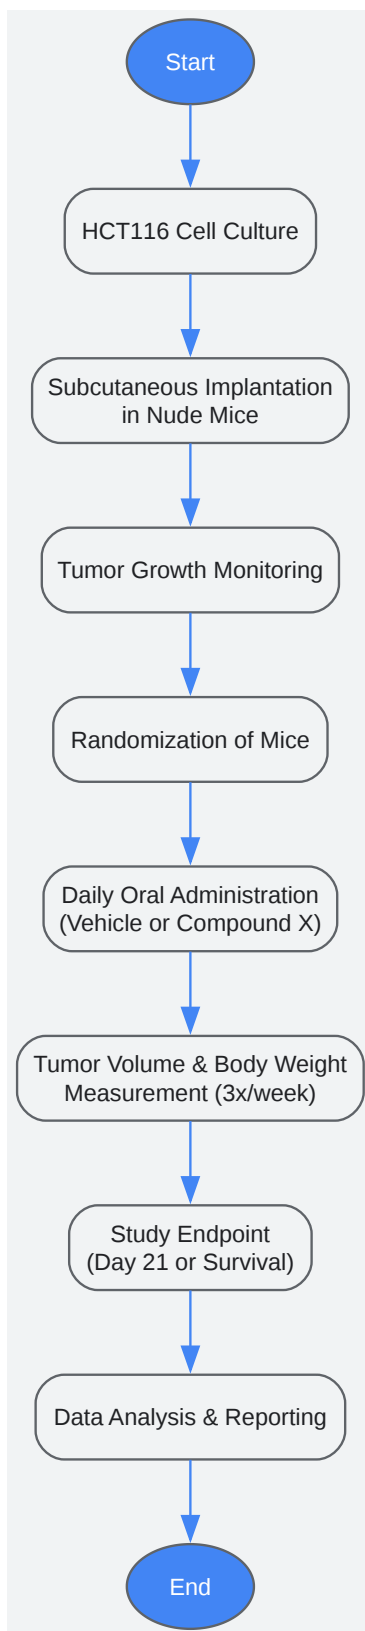 Start
HCT116 Cell Culture
Subcutaneous Implantation
in Nude Mice
Tumor Growth Monitoring
Randomization of Mice
Daily Oral Administration
(Vehicle or Compound X)
Tumor Volume & Body Weight
Measurement (3x/week)
Study Endpoint
(Day 21 or Survival)
Data Analysis & Reporting
End